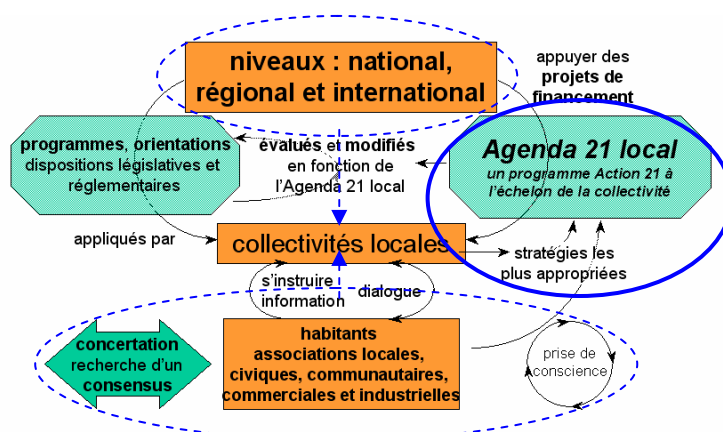 niveaux : national,
régional et international
appuyer des
projets de
financement
programmes, orientations
dispositions législatives et
réglementaires
évalués et modifiés
en fonction de
l'Agenda 21 local
Agenda 21 local
un programme Action 21 à
l'échelon de la collectivité
appliqués par
collectivités locales
stratégies les
plus appropriées
s'instruire
information
dialogue
habitants
associations locales,
civiques, communautaires,
commerciales et industrielles
concertation
recherche d'un
consensus
prise de
conscience